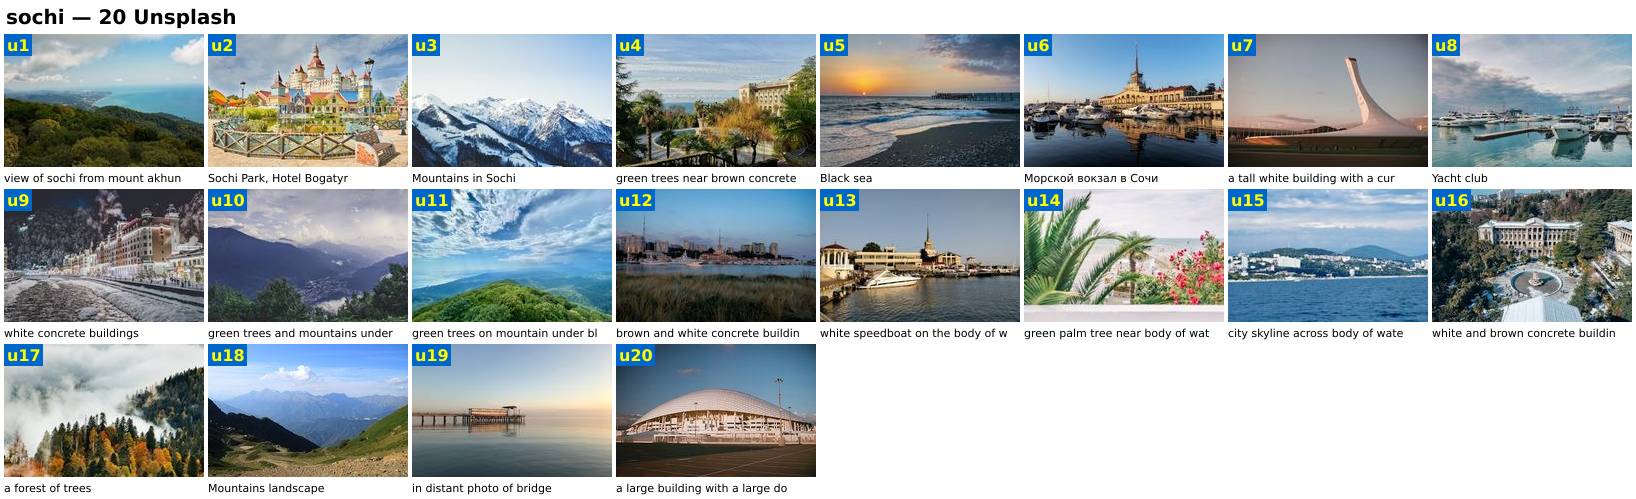 sochi — 20 Unsplash
u1
u2
u3
u4
u5
u6
u7
u8
view of sochi from mount akhun
Sochi Park, Hotel Bogatyr
Mountains in Sochi
green trees near brown concrete
Black sea
Морской вокзал в Сочи
a tall white building with a cur
Yacht club
u9
u10
u11
u12
u13
u14
u15
u16
white concrete buildings
green trees and mountains under
green trees on mountain under bl
brown and white concrete buildin
white speedboat on the body of w
green palm tree near body of wat
city skyline across body of wate
white and brown concrete buildin
u17
u18
u19
u20
a forest of trees
Mountains landscape
in distant photo of bridge
a large building with a large do